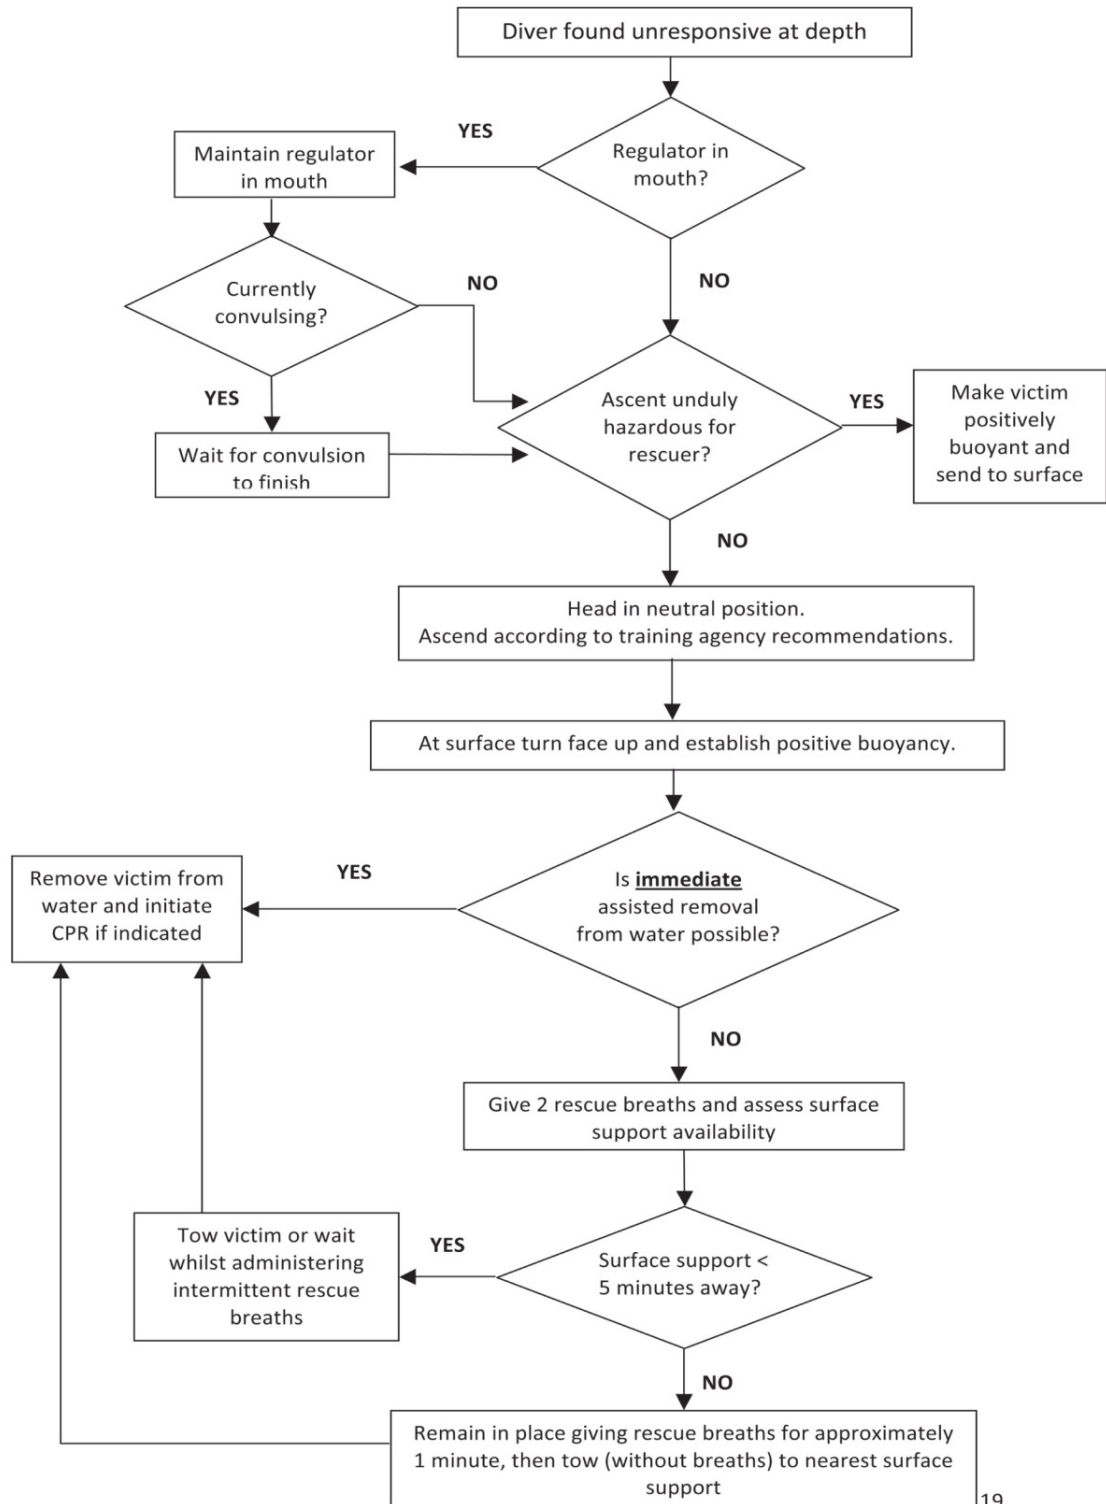 Diver found unresponsive at depth
YES
Maintain regulator
in mouth
Regulator in
mouth?
NO
NO
Currently
convulsing?
YES
Wait for convulsion
to finish
Ascent unduly
hazardous for
rescuer?
YES
Make victim
positively
buoyant and
send to surface
NO
Head in neutral position.
Ascend according to training agency recommendations.
At surface turn face up and establish positive buoyancy.
Is immediate
assisted removal
from water possible?
YES
Remove victim from
water and initiate
CPR if indicated
NO
Give 2 rescue breaths and assess surface
support availability
Surface support <
5 minutes away?
YES
Tow victim or wait
whilst administering
intermittent rescue
breaths
NO
Remain in place giving rescue breaths for approximately
1 minute, then tow (without breaths) to nearest surface
support
19